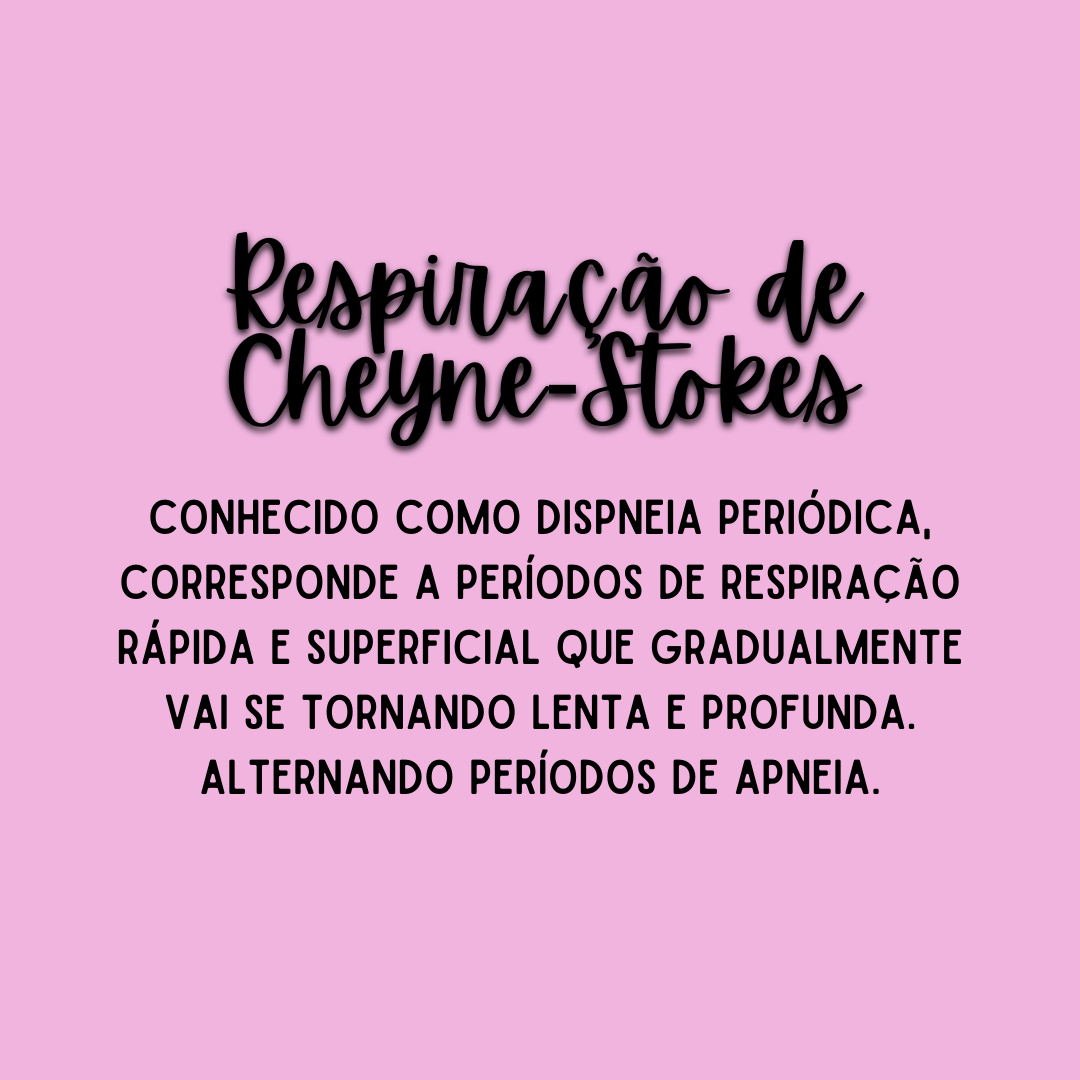 Respiração de
Cheyne-Stokes
CONHECIDO COMO DISPNEIA PERIÓDICA,
CORRESPONDE A PERÍODOS DE RESPIRAÇÃO
RÁPIDA E SUPERFICIAL QUE GRADUALMENTE
VAI SE TORNANDO LENTA E PROFUNDA.
ALTERNANDO PERÍODOS DE APNEIA.